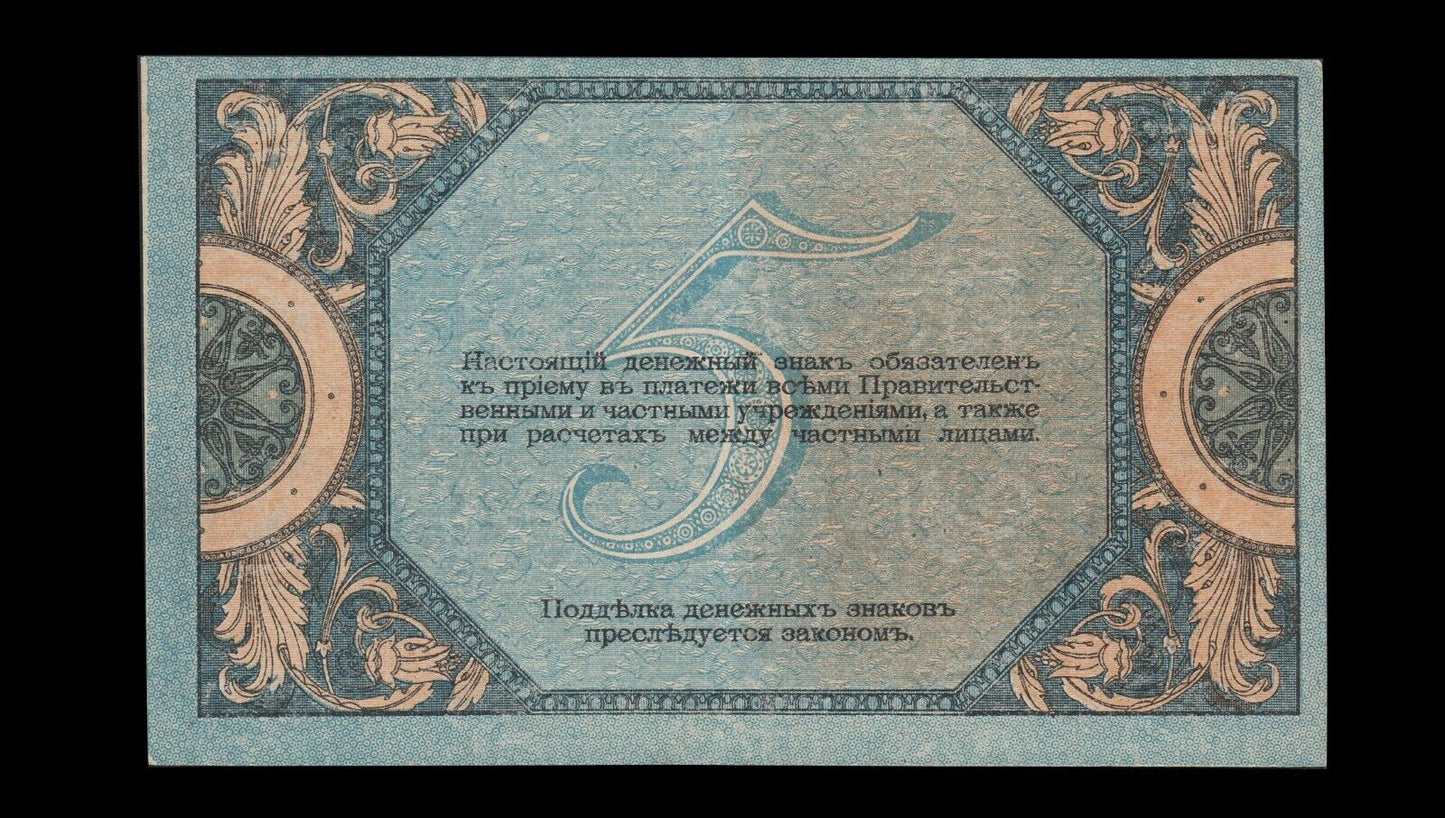 5
Настоящій денежный знакъ обязателенъ
къ пріему въ платежи всѣми Правительст-
венными и частными учрежденіями, а также
при расчетахъ между частными лицами.
Поддѣлка денежныхъ знаковъ
преслѣдуется закономъ.